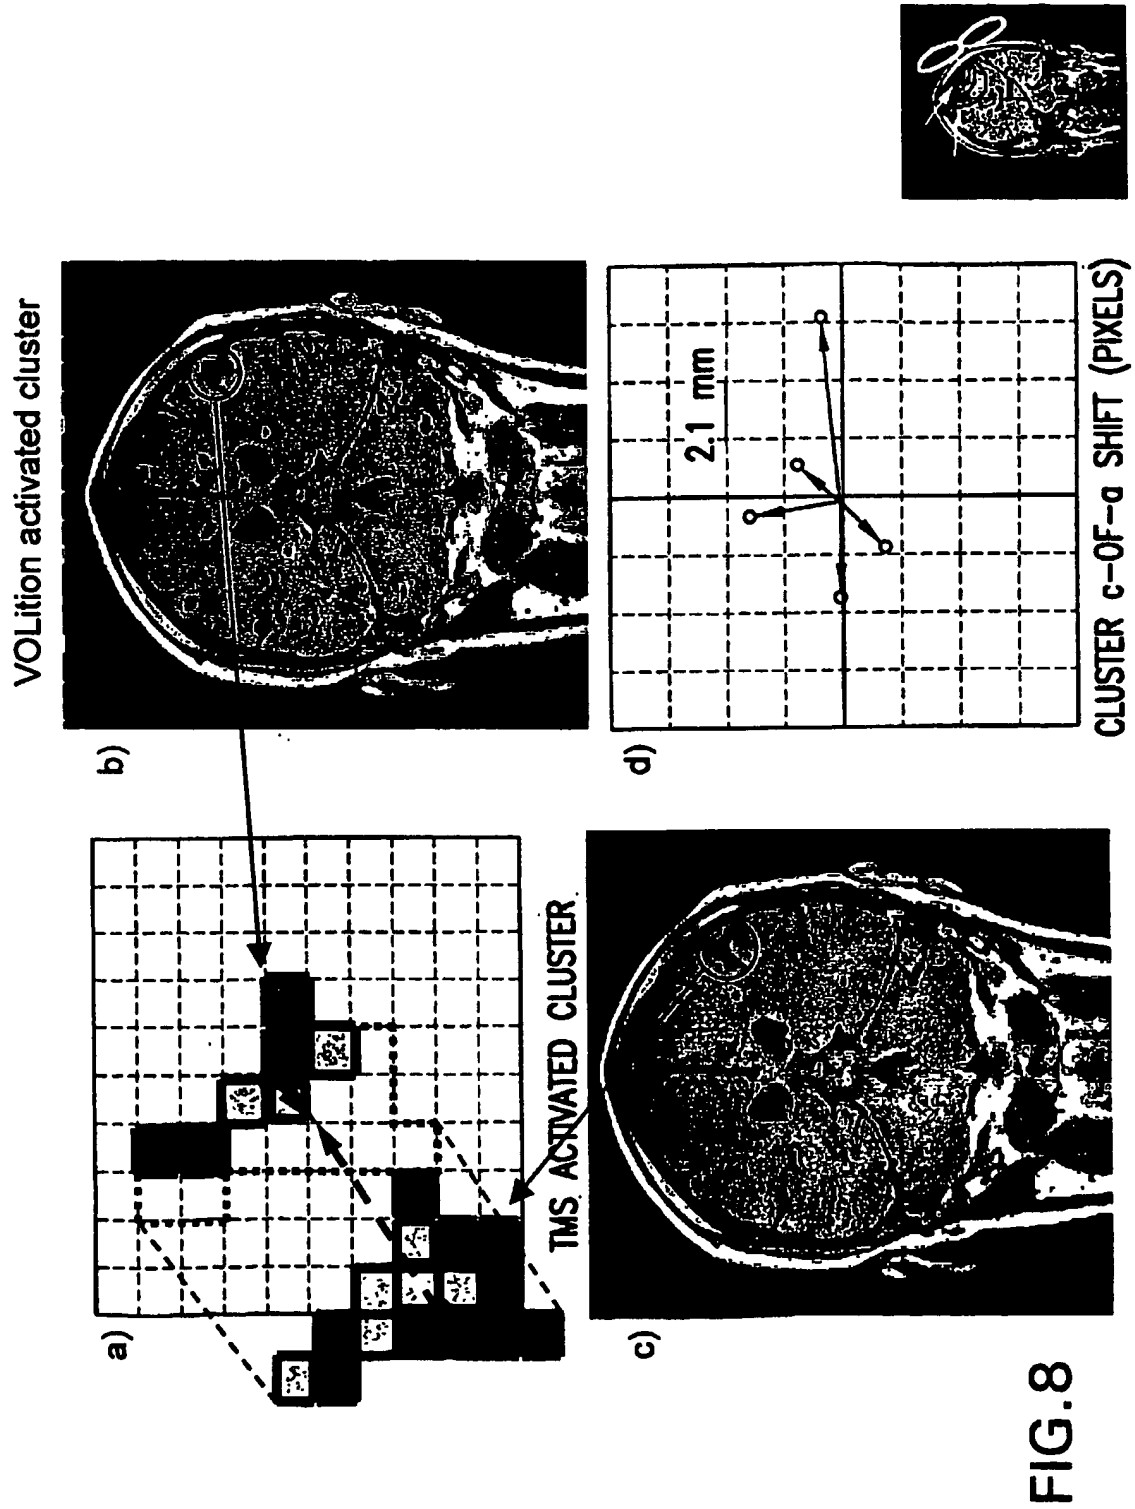 VOLition activated cluster
a)
b)
TMS ACTIVATED CLUSTER
c)
d)
2.1 mm
CLUSTER c-OF-a SHIFT (PIXELS)
FIG.8